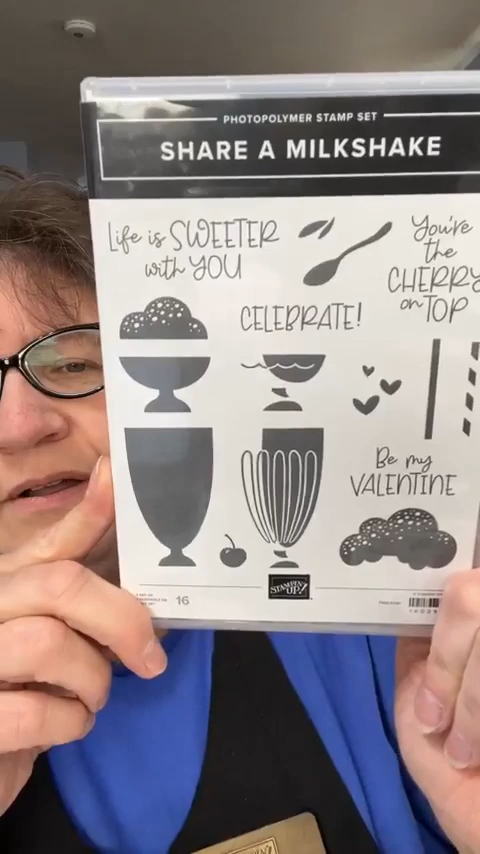 PHOTOPOLYMER STAMP SET
SHARE A MILKSHAKE
Life is SWEETER
with YOU
You're
the
CHERRY
on TOP
CELEBRATE!
Be my
VALENTINE
STAMPIN' UP!
16